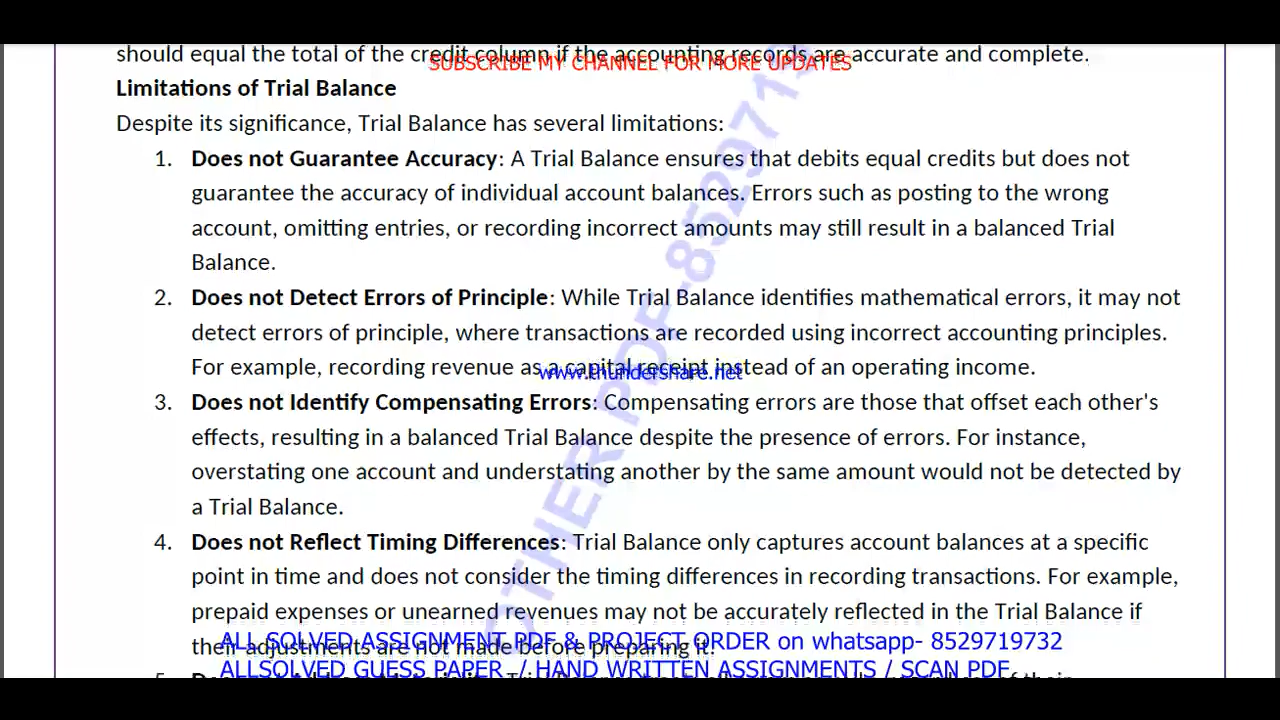 should equal the total of the credit column if the accounting records are accurate and complete.
SUBSCRIBE MY CHANNEL FOR MORE UPDATES
Limitations of Trial Balance
Despite its significance, Trial Balance has several limitations:
1. Does not Guarantee Accuracy: A Trial Balance ensures that debits equal credits but does not
guarantee the accuracy of individual account balances. Errors such as posting to the wrong
account, omitting entries, or recording incorrect amounts may still result in a balanced Trial
Balance.
2. Does not Detect Errors of Principle: While Trial Balance identifies mathematical errors, it may not
detect errors of principle, where transactions are recorded using incorrect accounting principles.
For example, recording revenue as a capital receipt instead of an operating income.
www.thundershare.net
3. Does not Identify Compensating Errors: Compensating errors are those that offset each other's
effects, resulting in a balanced Trial Balance despite the presence of errors. For instance,
overstating one account and understating another by the same amount would not be detected by
a Trial Balance.
4. Does not Reflect Timing Differences: Trial Balance only captures account balances at a specific
point in time and does not consider the timing differences in recording transactions. For example,
prepaid expenses or unearned revenues may not be accurately reflected in the Trial Balance if
their adjustments are not made before preparing it.
ALL SOLVED ASSIGNMENT PDF & PROJECT ORDER on whatsapp- 8529719732
ALLSOLVED GUESS PAPER / HAND WRITTEN ASSIGNMENTS / SCAN PDF
OTHER PDF-8529719